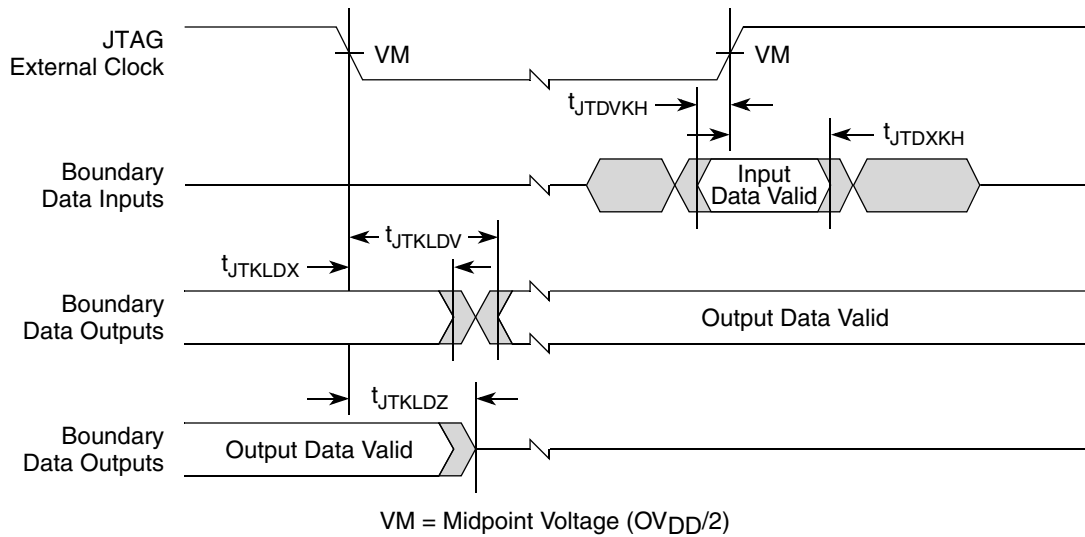 JTAG
External Clock
VM
VM
tJTDVKH
tJTDXKH
Boundary
Data Inputs
Input
Data Valid
tJTKLDV
tJTKLDX
Boundary
Data Outputs
Output Data Valid
tJTKLDZ
Boundary
Data Outputs
Output Data Valid
VM = Midpoint Voltage (OVDD/2)